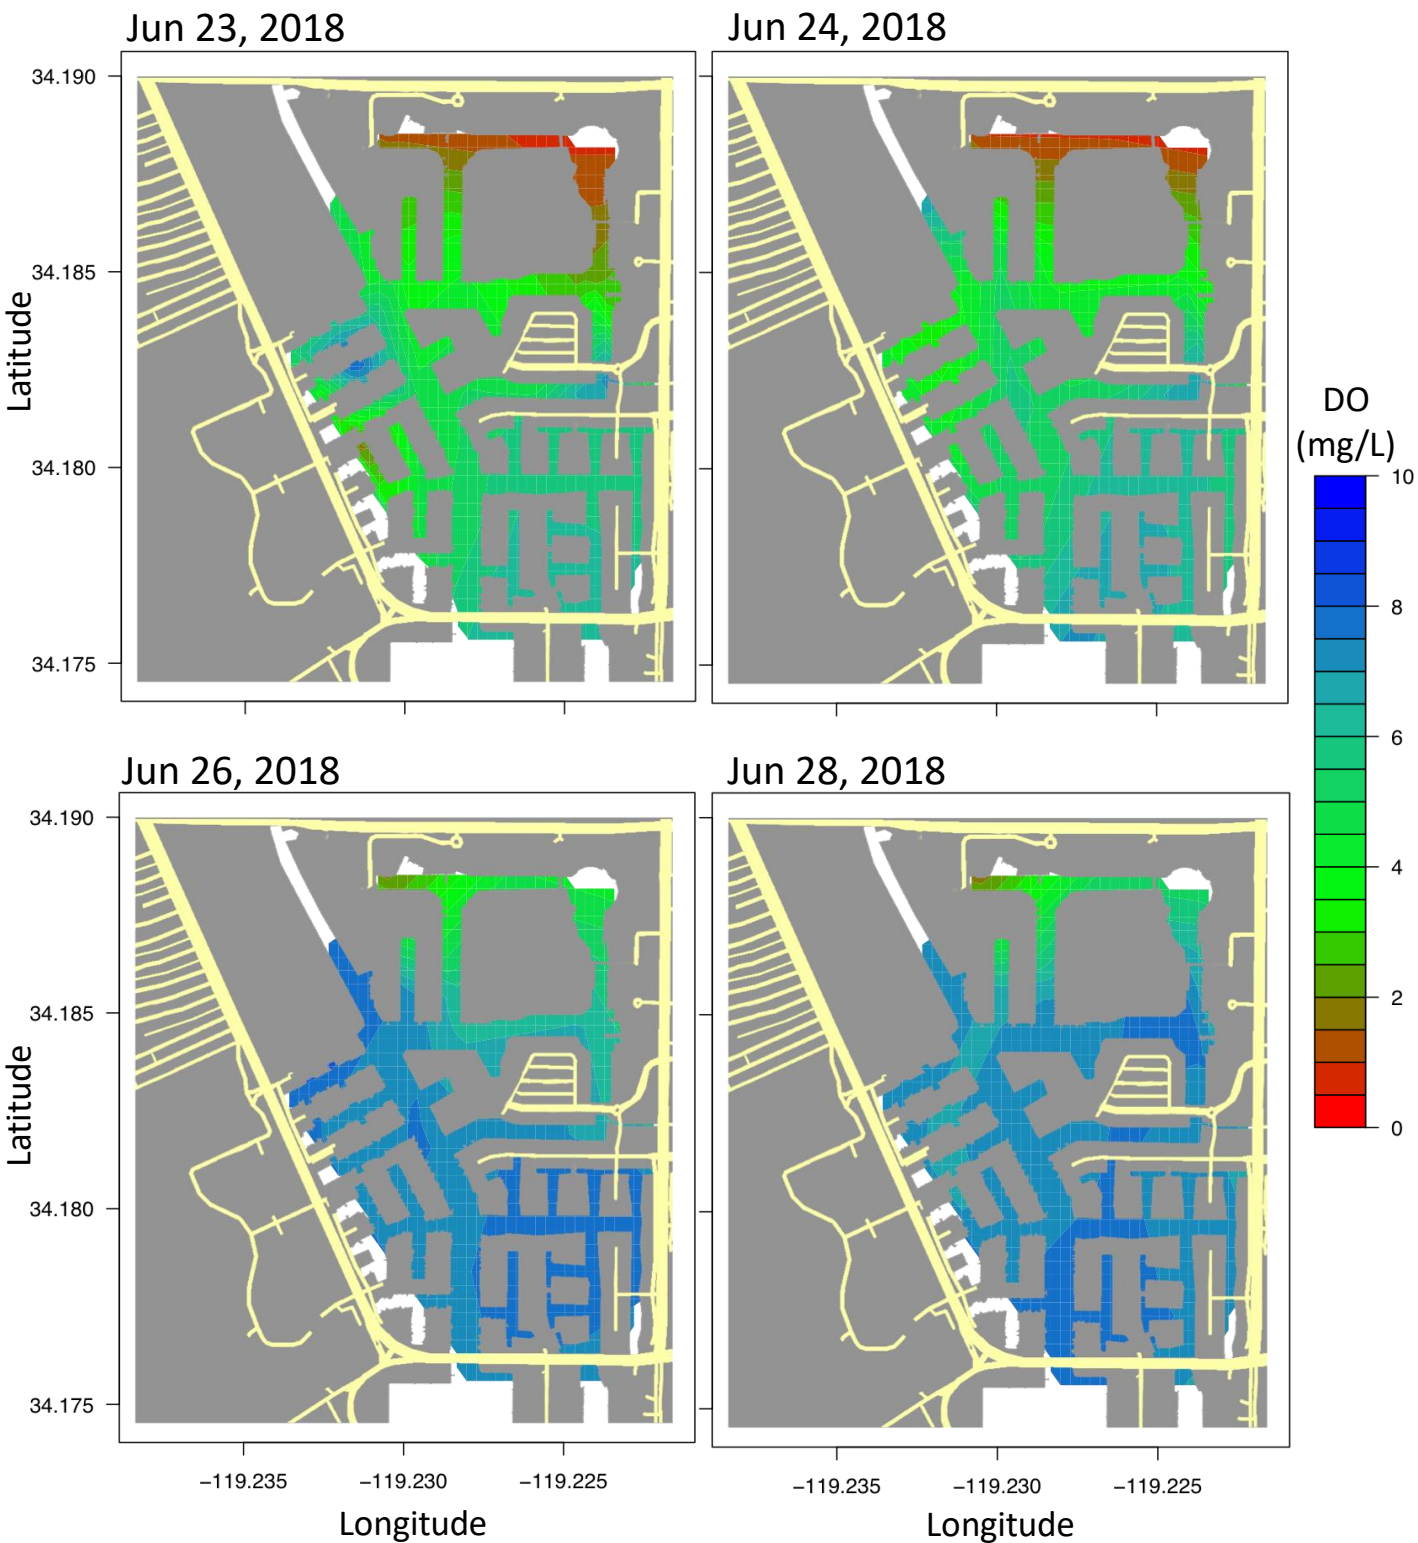 Jun 23, 2018
Jun 24, 2018
34.190
34.185
34.180
34.175
Latitude
DO
(mg/L)
10
8
6
4
2
0
Jun 26, 2018
Jun 28, 2018
34.190
34.185
34.180
34.175
Latitude
−119.235
−119.230
−119.225
−119.235
−119.230
−119.225
Longitude
Longitude